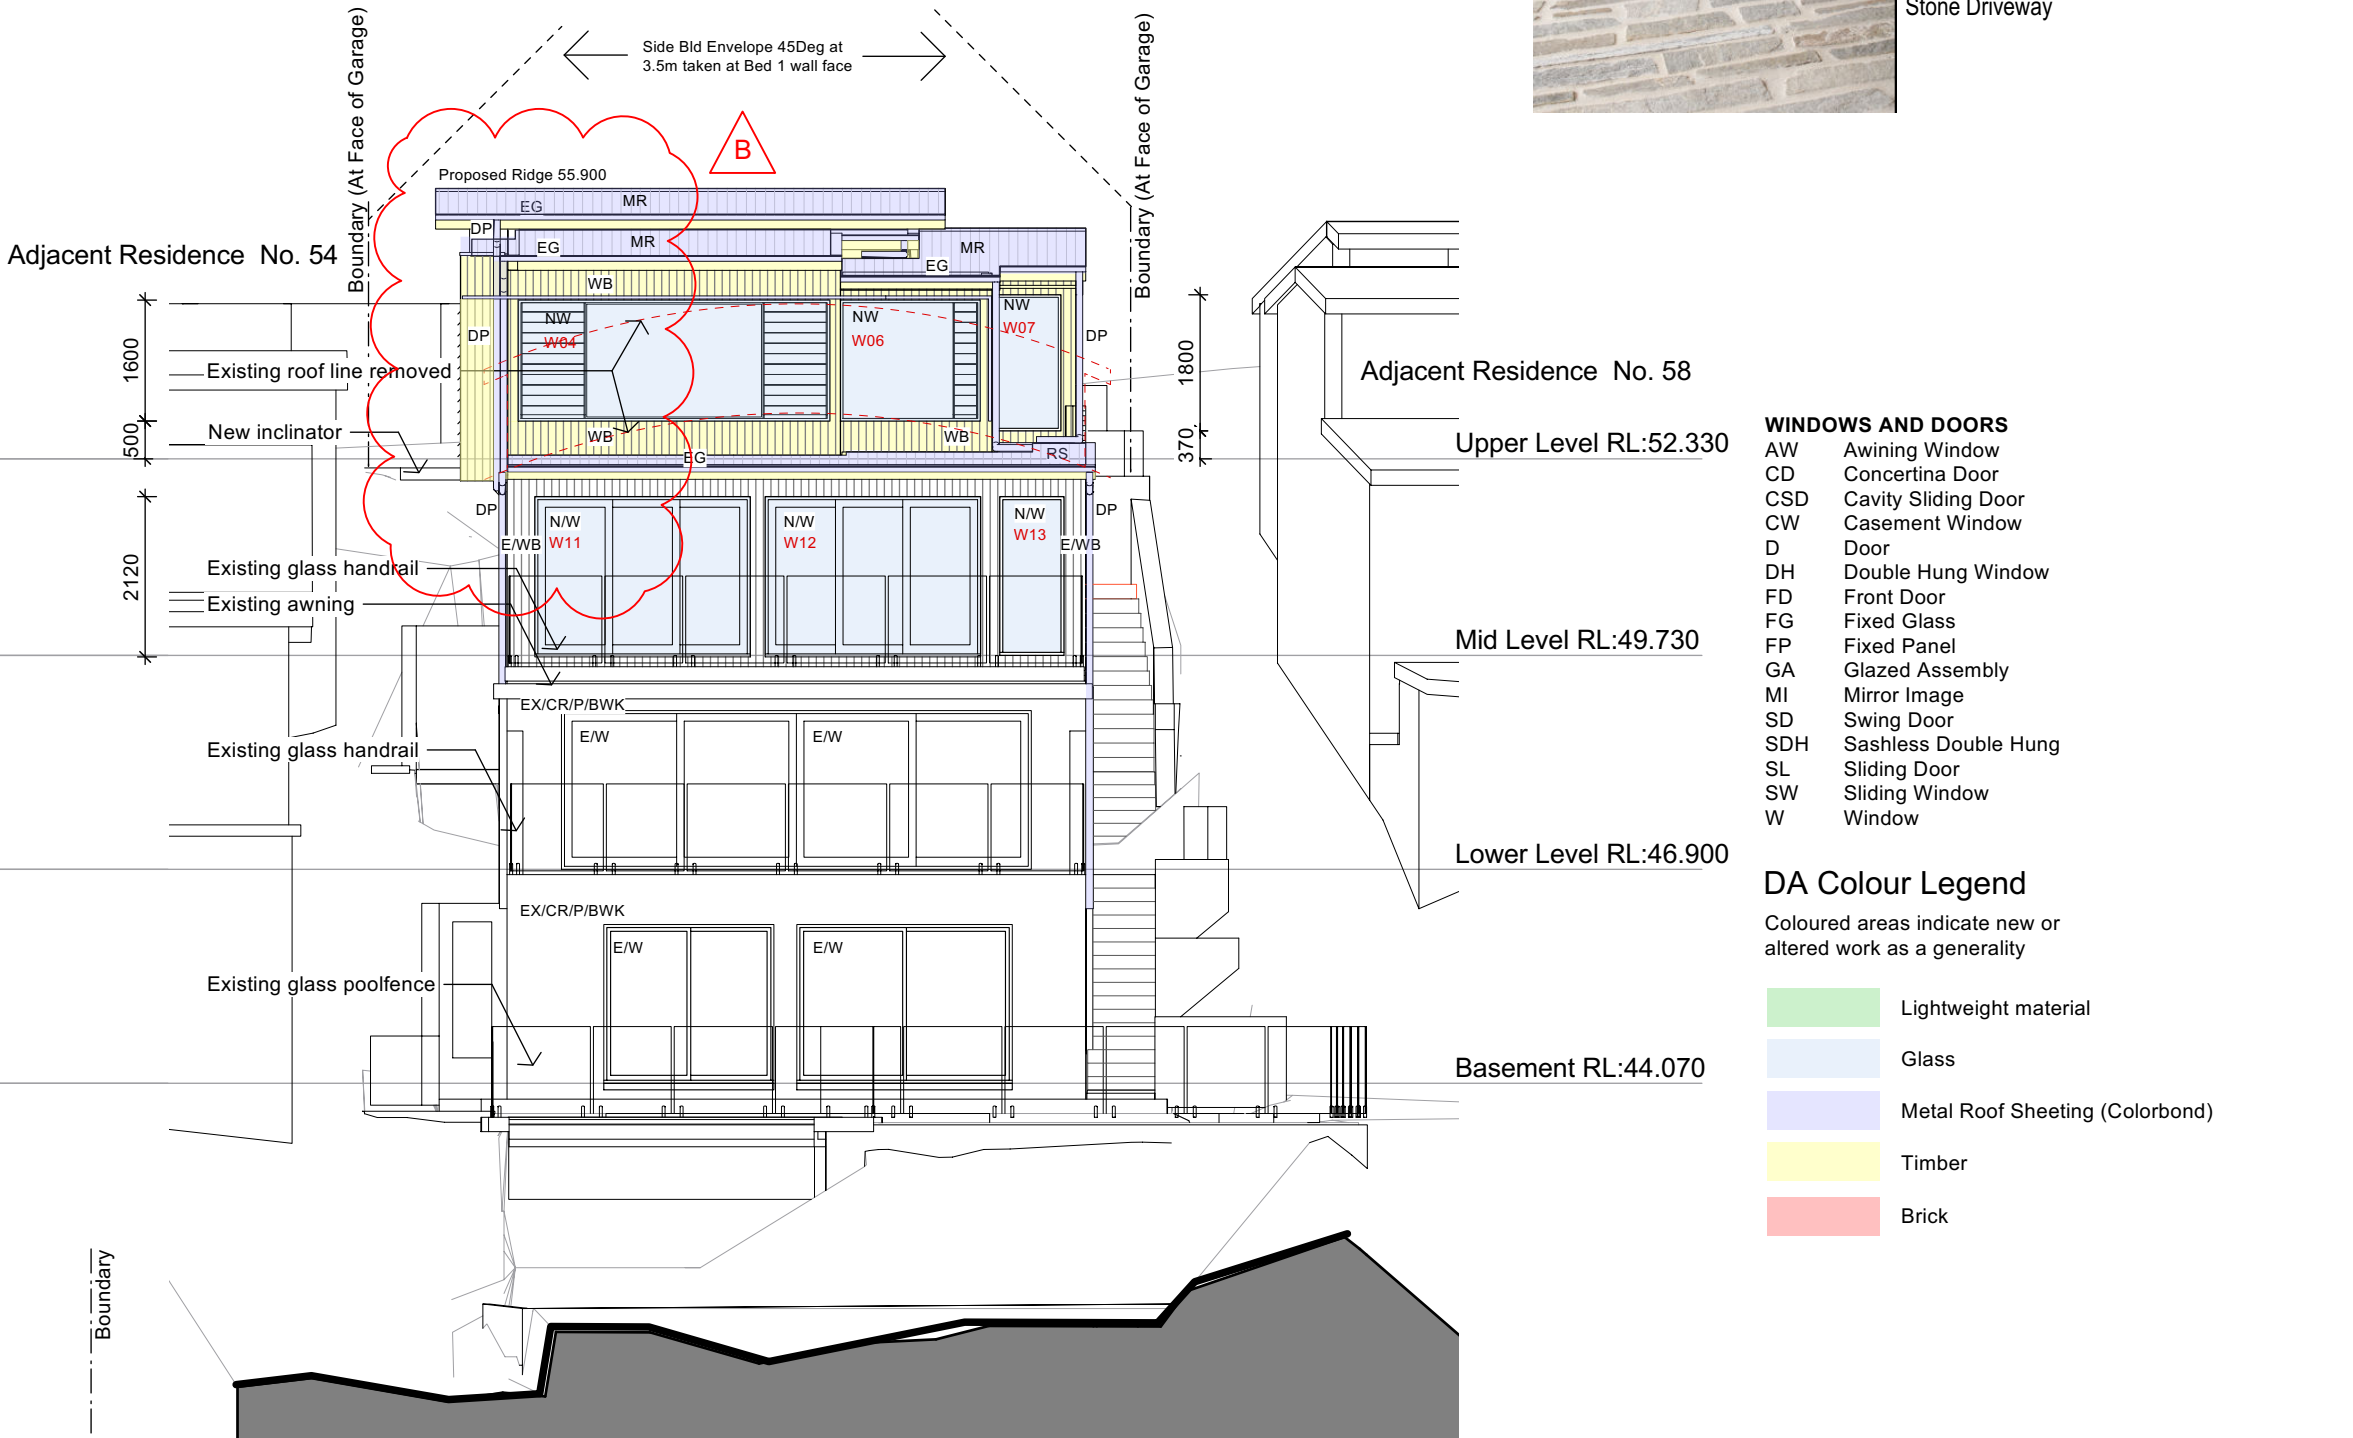 Stone Driveway
Side Bld Envelope 45Deg at
3.5m taken at Bed 1 wall face
Boundary (At Face of Garage)
Boundary (At Face of Garage)
B
Proposed Ridge 55.900
EG
MR
DP
EG
MR
MR
EG
Adjacent Residence No. 54
WB
NW
W04
NW
W06
NW
W07
DP
DP
1600
1800
Existing roof line removed
Adjacent Residence No. 58
New inclinator
500
WB
WB
370
Upper Level RL:52.330
EG
RS
DP
DP
N/W
W11
N/W
W12
N/W
W13
E/WB
E/WB
2120
Existing glass handrail
Existing awning
Mid Level RL:49.730
EX/CR/P/BWK
E/W
E/W
Existing glass handrail
Lower Level RL:46.900
EX/CR/P/BWK
E/W
E/W
Existing glass poolfence
Basement RL:44.070
Boundary
WINDOWS AND DOORS
AW Awining Window
CD Concertina Door
CSD Cavity Sliding Door
CW Casement Window
D Door
DH Double Hung Window
FD Front Door
FG Fixed Glass
FP Fixed Panel
GA Glazed Assembly
MI Mirror Image
SD Swing Door
SDH Sashless Double Hung
SL Sliding Door
SW Sliding Window
W Window
DA Colour Legend
Coloured areas indicate new or
altered work as a generality
Lightweight material
Glass
Metal Roof Sheeting (Colorbond)
Timber
Brick